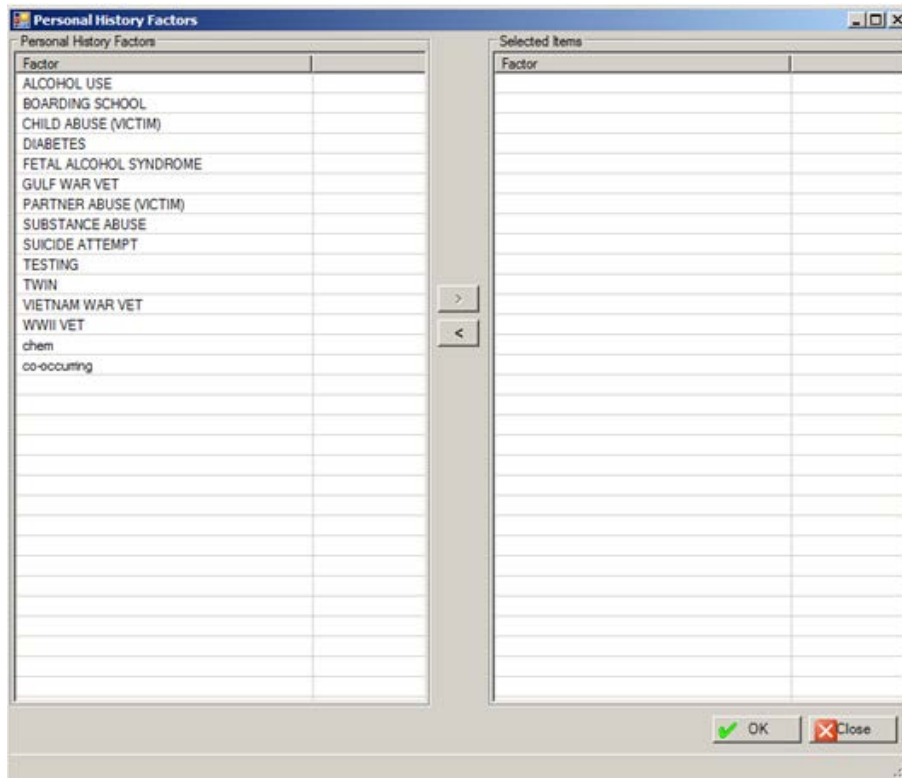 Personal History Factors
Personal History Factors
Factor
ALCOHOL USE
BOARDING SCHOOL
CHILD ABUSE (VICTIM)
DIABETES
FETAL ALCOHOL SYNDROME
GULF WAR VET
PARTNER ABUSE (VICTIM)
SUBSTANCE ABUSE
SUICIDE ATTEMPT
TESTING
TWIN
VIETNAM WAR VET
WWII VET
chem
co-occurring
>
<
Selected Items
Factor
OK
Close